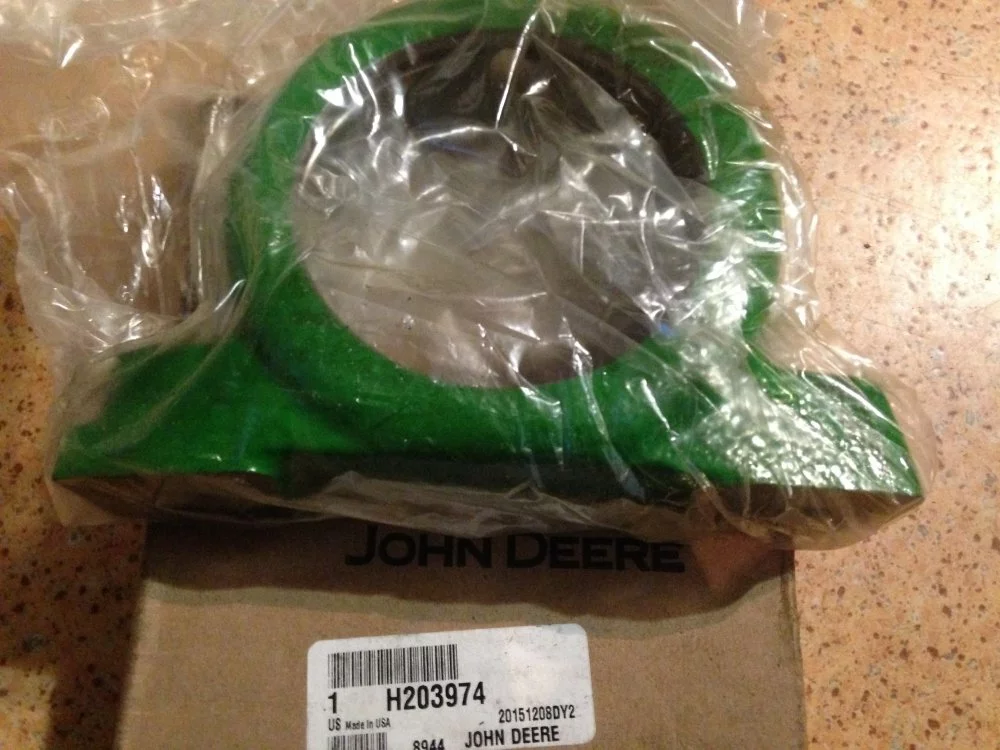 JOHN DEERE
1 H203974
US Made In USA 20151208DY2
8944 JOHN DEERE